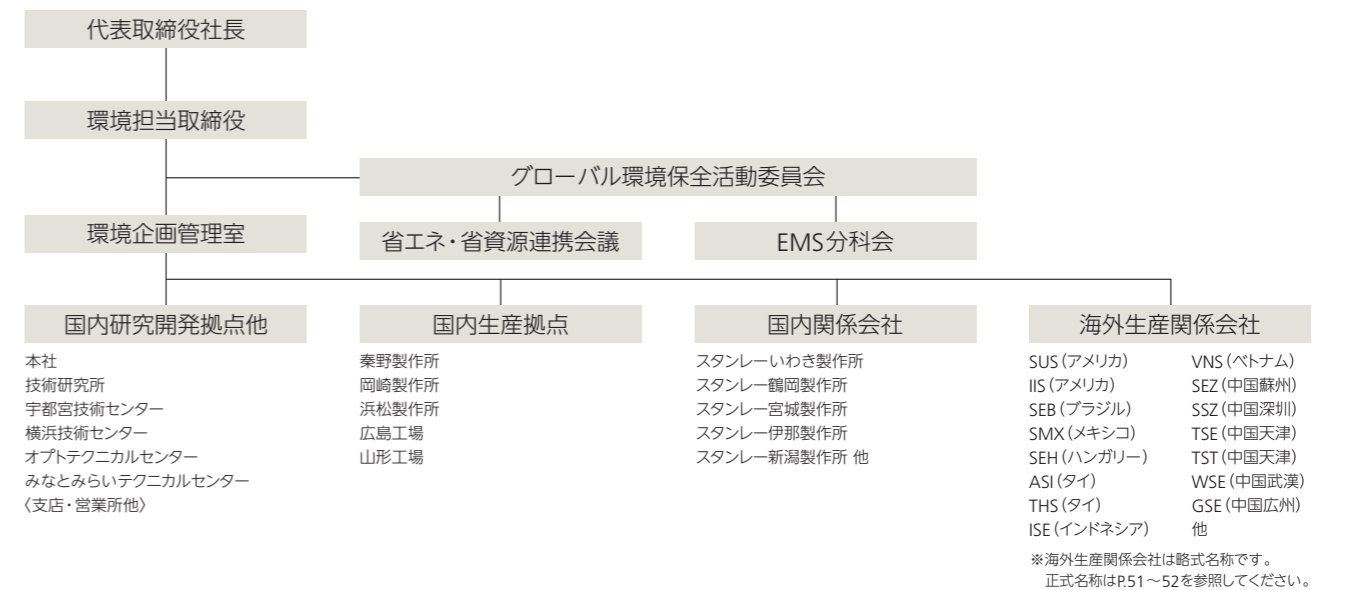 代表取締役社長
環境担当取締役
グローバル環境保全活動委員会
環境企画管理室
省エネ・省資源連携会議
EMS分科会
国内研究開発拠点他
本社
技術研究所
宇都宮技術センター
横浜技術センター
オプトテクニカルセンター
みなとみらいテクニカルセンター
〈支店・営業所他〉
国内生産拠点
秦野製作所
岡崎製作所
浜松製作所
広島工場
山形工場
国内関係会社
スタンレーいわき製作所
スタンレー鶴岡製作所
スタンレー宮城製作所
スタンレー伊那製作所
スタンレー新潟製作所 他
海外生産関係会社
SUS(アメリカ)
IIS(アメリカ)
SEB(ブラジル)
SMX(メキシコ)
SEH(ハンガリー)
ASI(タイ)
THS(タイ)
ISE(インドネシア)
VNS(ベトナム)
SEZ(中国蘇州)
SSZ(中国深圳)
TSE(中国天津)
TST(中国天津)
WSE(中国武漢)
GSE(中国広州)
他
※海外生産関係会社は略式名称です。
正式名称はP.51〜52を参照してください。